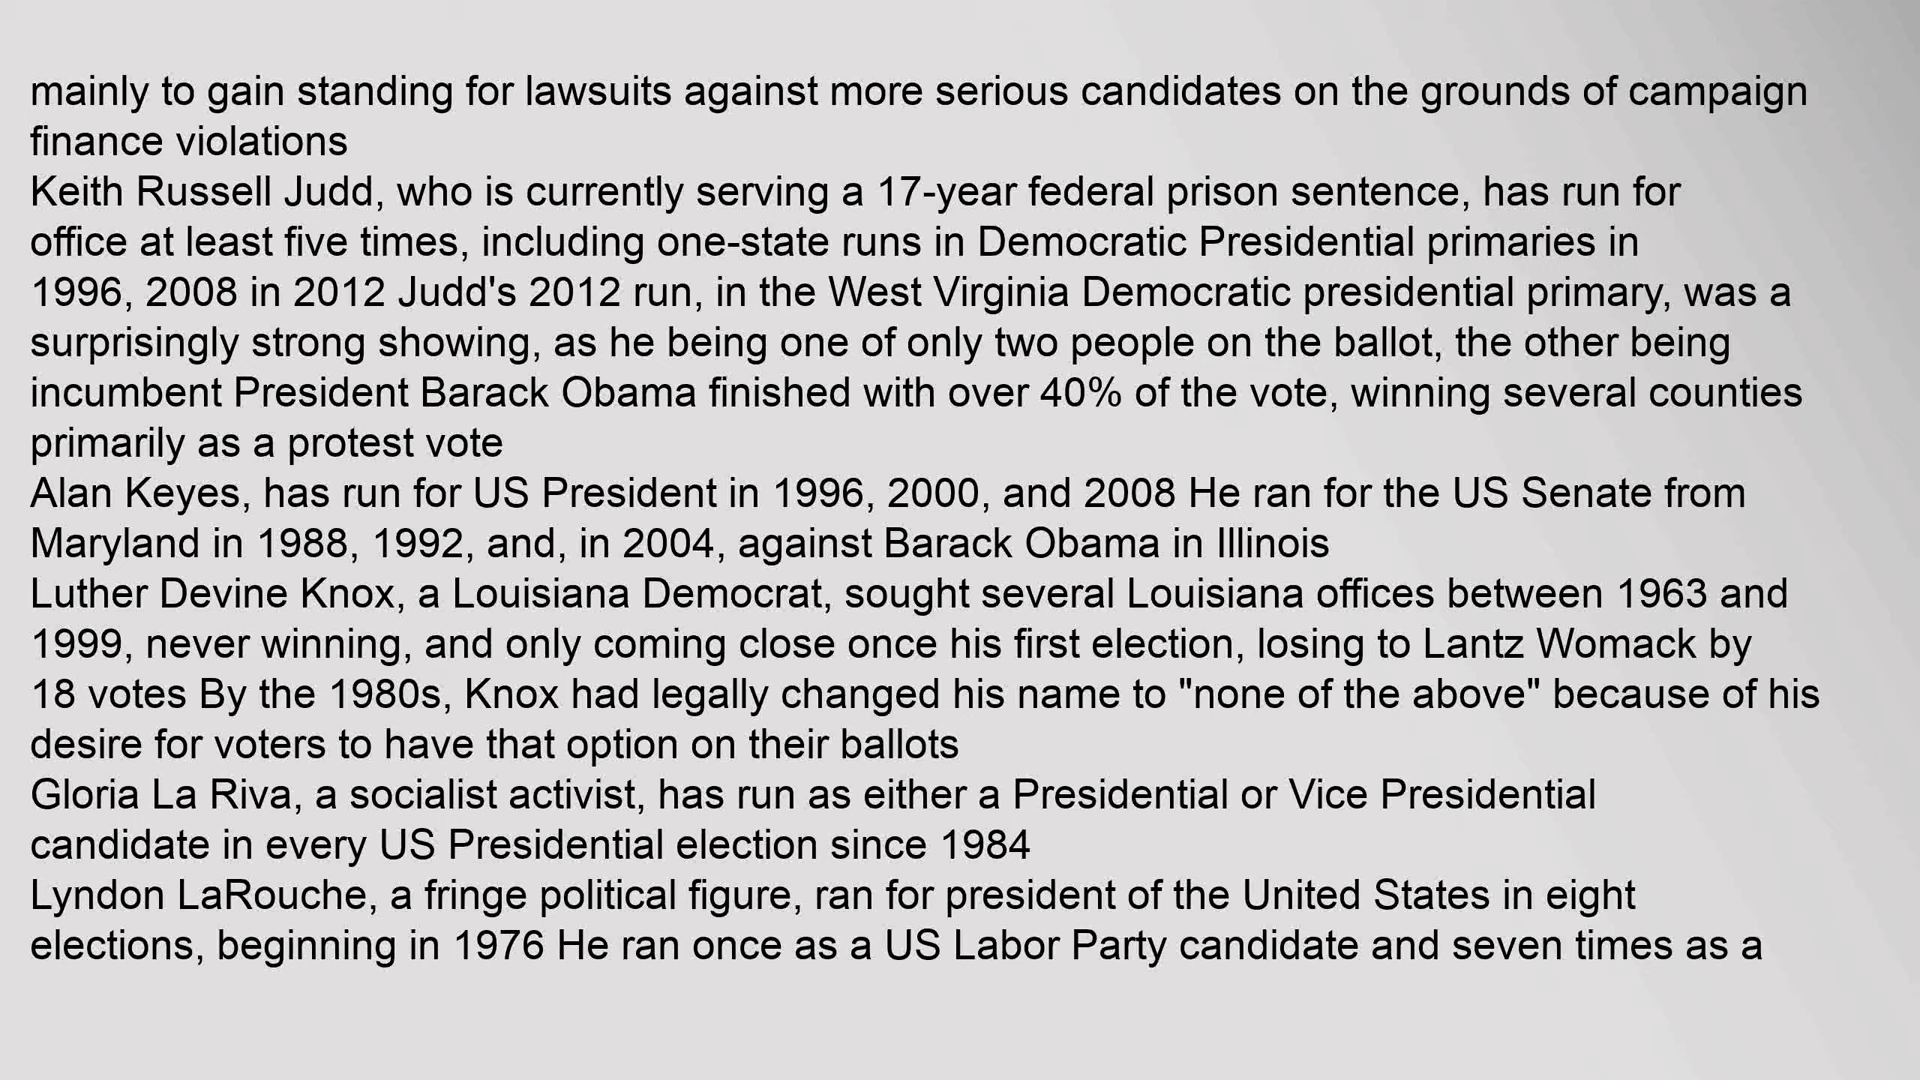 mainly to gain standing for lawsuits against more serious candidates on the grounds of campaign
finance violations
Keith Russell Judd, who is currently serving a 17-year federal prison sentence, has run for
office at least five times, including one-state runs in Democratic Presidential primaries in
1996, 2008 in 2012 Judd's 2012 run, in the West Virginia Democratic presidential primary, was a
surprisingly strong showing, as he being one of only two people on the ballot, the other being
incumbent President Barack Obama finished with over 40% of the vote, winning several counties
primarily as a protest vote
Alan Keyes, has run for US President in 1996, 2000, and 2008 He ran for the US Senate from
Maryland in 1988, 1992, and, in 2004, against Barack Obama in Illinois
Luther Devine Knox, a Louisiana Democrat, sought several Louisiana offices between 1963 and
1999, never winning, and only coming close once his first election, losing to Lantz Womack by
18 votes By the 1980s, Knox had legally changed his name to "none of the above" because of his
desire for voters to have that option on their ballots
Gloria La Riva, a socialist activist, has run as either a Presidential or Vice Presidential
candidate in every US Presidential election since 1984
Lyndon LaRouche, a fringe political figure, ran for president of the United States in eight
elections, beginning in 1976 He ran once as a US Labor Party candidate and seven times as a